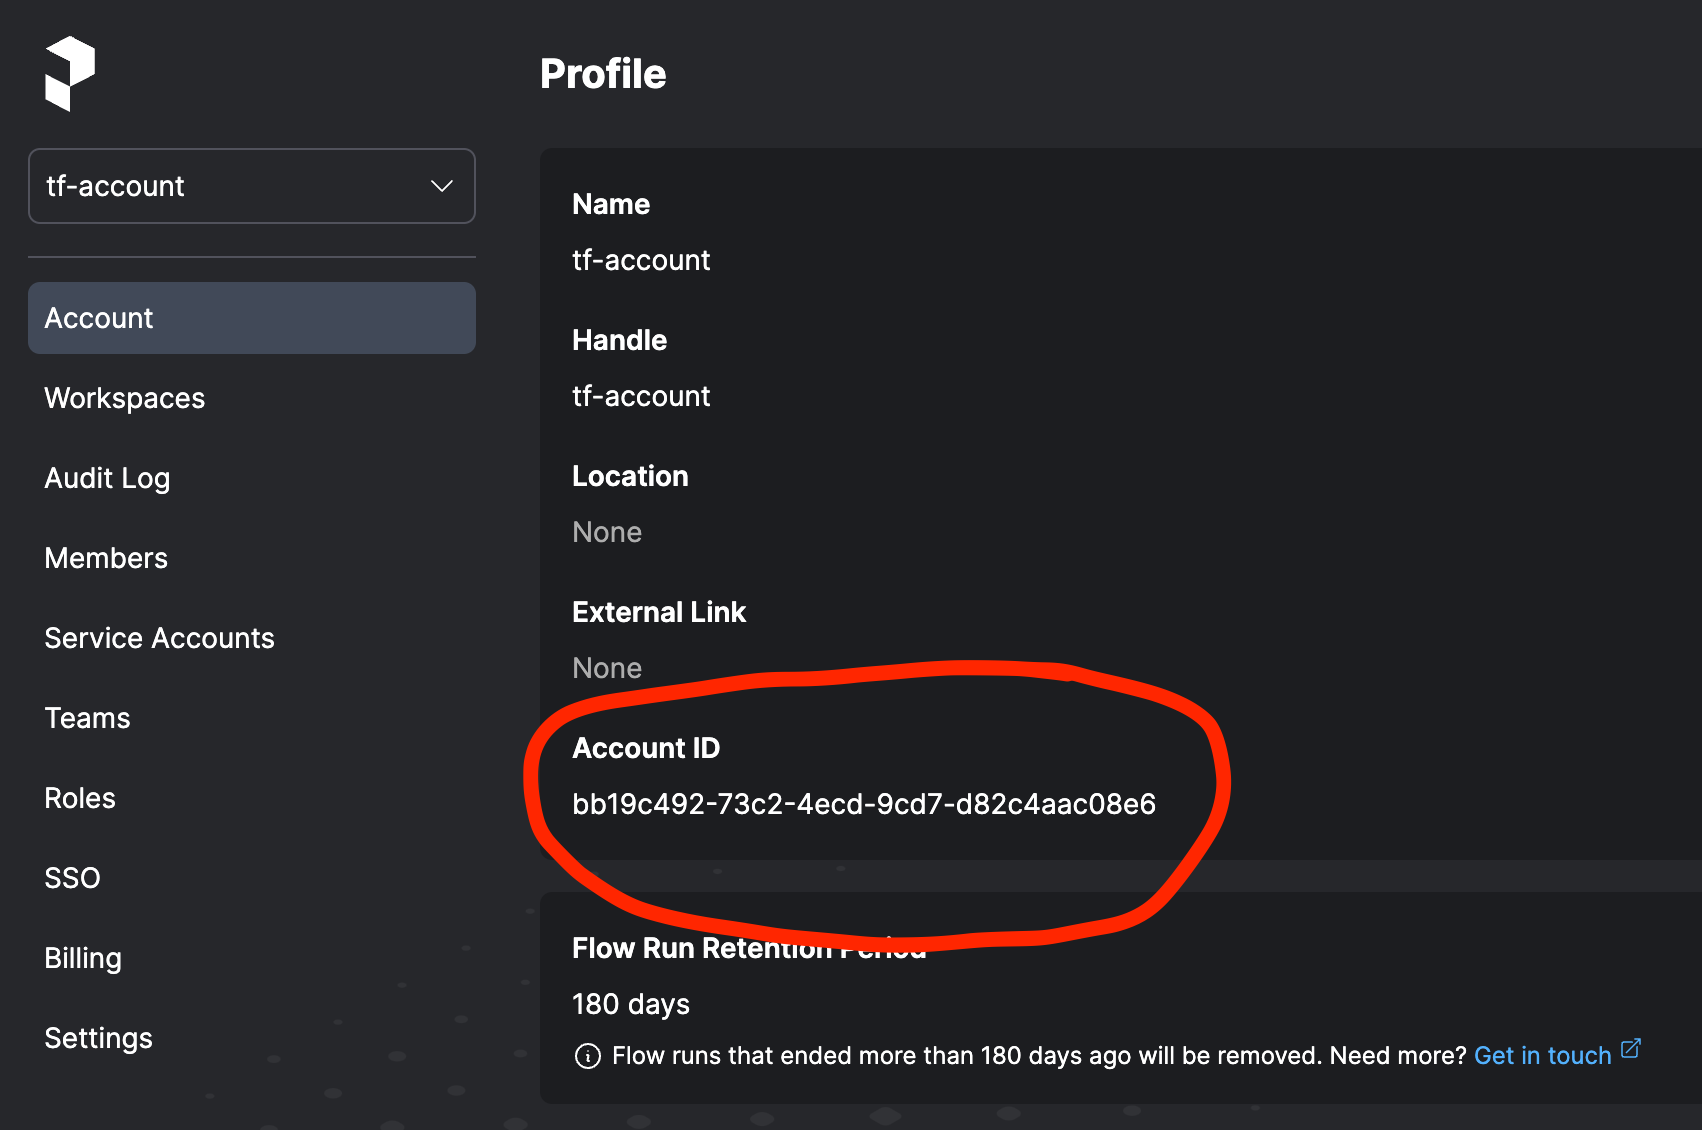 Profile
tf-account
Account
Workspaces
Audit Log
Members
Service Accounts
Teams
Roles
SSO
Billing
Settings
Name
tf-account
Handle
tf-account
Location
None
External Link
None
Account ID
bb19c492-73c2-4ecd-9cd7-d82c4aac08e6
Flow Run Retention Period
180 days
Flow runs that ended more than 180 days ago will be removed. Need more? Get in touch